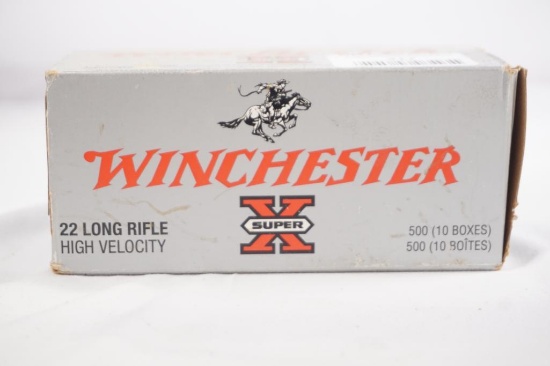 WINCHESTER
22 LONG RIFLE
HIGH VELOCITY
SUPER
X
500 (10 BOXES)
500 (10 BOÎTES)